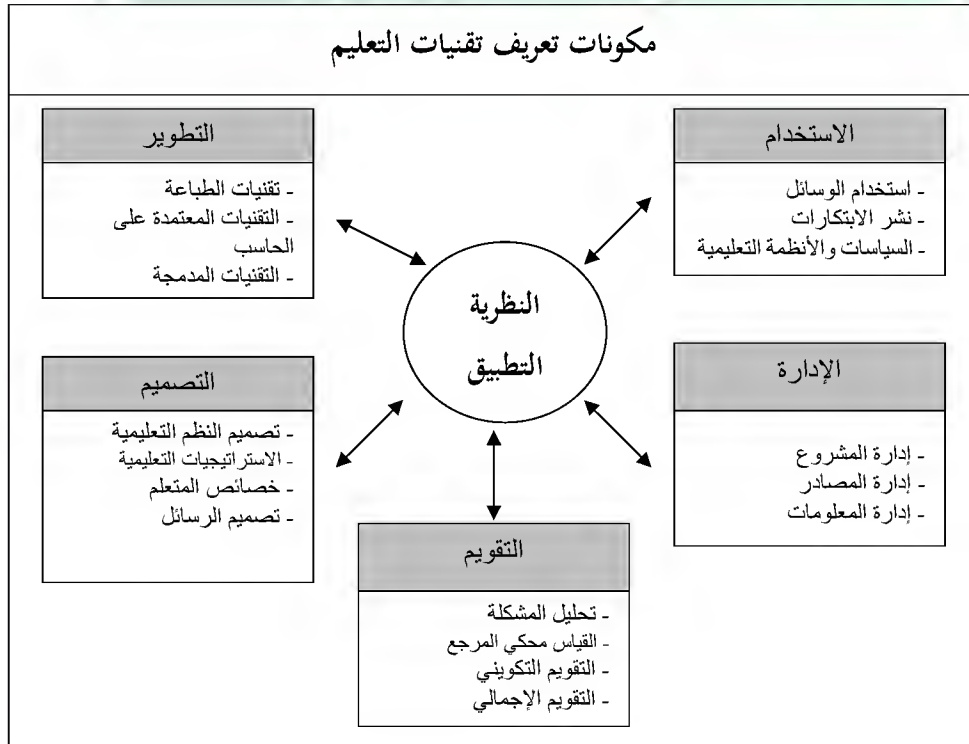 مكونات تعريف تقنيات التعليم
الاستخدام
- استخدام الوسائل
- نشر الابتكارات
- السياسات والأنظمة التعليمية
التطوير
- تقنيات الطباعة
- التقنيات المعتمدة على
الحاسب
- التقنيات المدمجة
النظرية
التطبيق
الإدارة
- إدارة المشروع
- إدارة المصادر
- إدارة المعلومات
التصميم
- تصميم النظم التعليمية
- الاستراتيجيات التعليمية
- خصائص المتعلم
- تصميم الرسائل
التقويم
- تحليل المشكلة
- القياس محكي المرجع
- التقويم التكويني
- التقويم الإجمالي